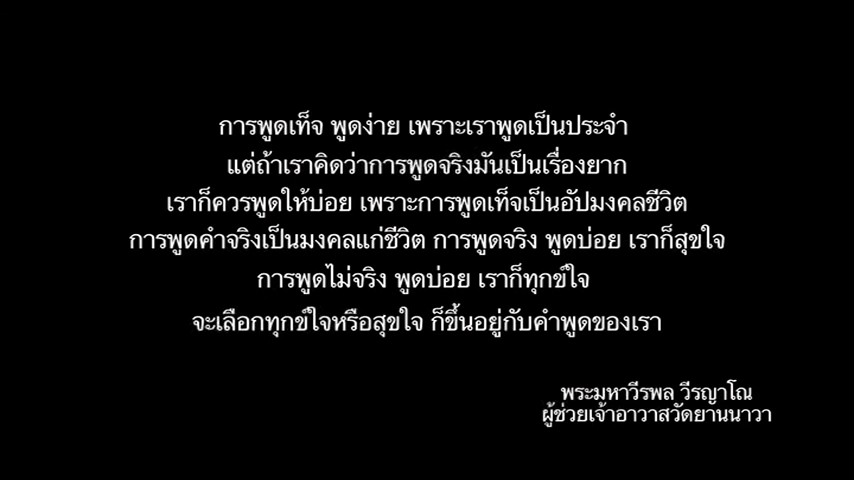 การพูดเท็จ พูดง่าย เพราะเราพูดเป็นประจำ
แต่ถ้าเราคิดว่าการพูดจริงมันเป็นเรื่องยาก
เราก็ควรพูดให้บ่อย เพราะการพูดเท็จเป็นอัปมงคลชีวิต
การพูดคำจริงเป็นมงคลแก่ชีวิต การพูดจริง พูดบ่อย เราก็สุขใจ
การพูดไม่จริง พูดบ่อย เราก็ทุกข์ใจ
จะเลือกทุกข์ใจหรือสุขใจ ก็ขึ้นอยู่กับคำพูดของเรา
พระมหาวีรพล วีรญาโณ
ผู้ช่วยเจ้าอาวาสวัดยานนาวา